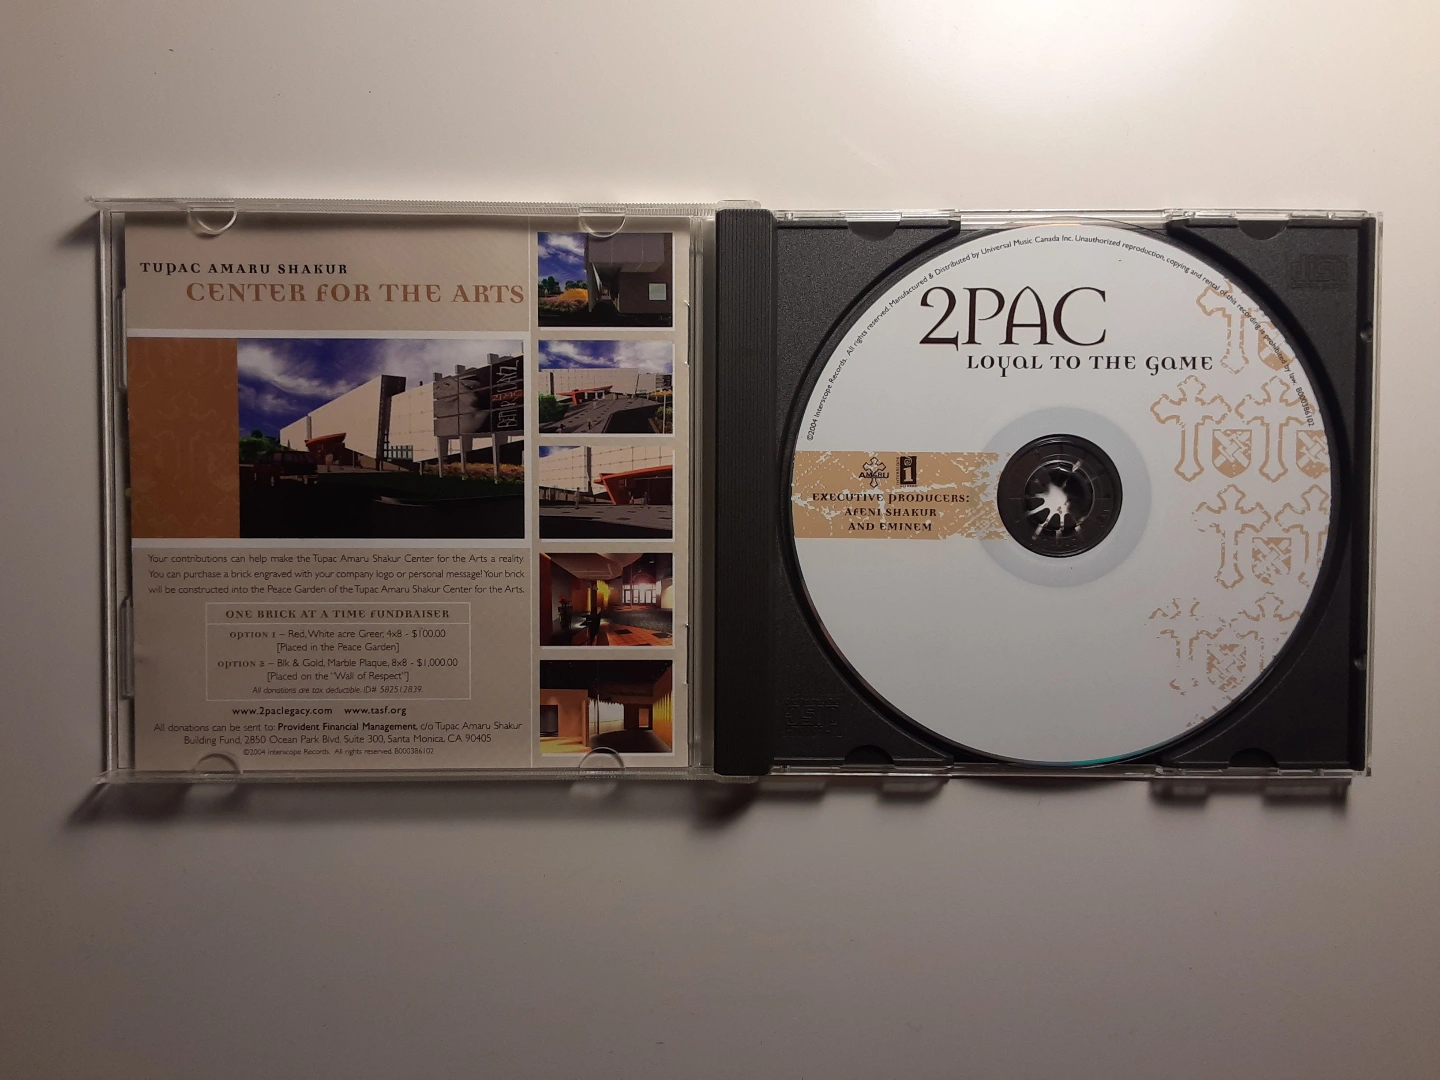 TUPAC AMARU SHAKUR
CENTER FOR THE ARTS
BETTER DAYZ
Your contributions can help make the Tupac Amaru Shakur Center for the Arts a reality.
You can purchase a brick engraved with your company logo or personal message! Your brick
will be constructed into the Peace Garden of the Tupac Amaru Shakur Center for the Arts.
ONE BRICK AT A TIME FUNDRAISER
OPTION 1 – Red, White acre Greer, 4x8 - $100.00
[Placed in the Peace Garden]
OPTION 2 – Blk & Gold, Marble Plaque, 8x8 - $1,000.00
[Placed on the "Wall of Respect"]
All donations are tax deductible. ID# 582512839
www.2paclegacy.com www.tasf.org
All donations can be sent to: Provident Financial Management, c/o Tupac Amaru Shakur
Building Fund, 2850 Ocean Park Blvd, Suite 300, Santa Monica, CA 90405
©2004 Interscope Records. All rights reserved. B000386102
©2004 Interscope Records. All rights reserved. Manufactured & Distributed by Universal Music Canada Inc. Unauthorized reproduction, copying and rental of this recording is prohibited by law. B000386102
2PAC
LOYAL TO THE GAME
AMARU
i
EXECUTIVE PRODUCERS:
AFENI SHAKUR
AND EMINEM